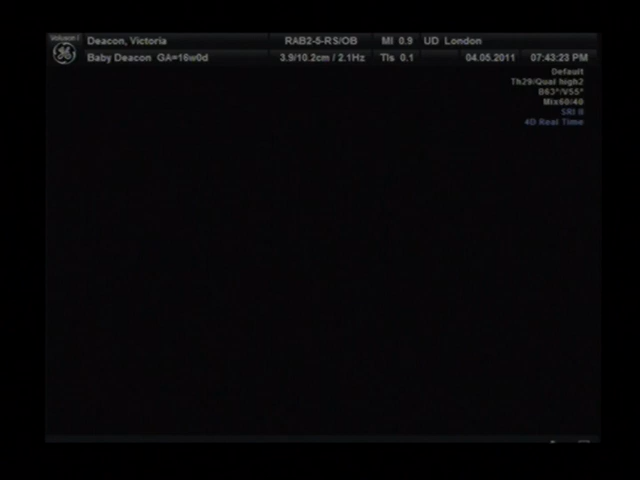 Voluson i
Deacon, Victoria RAB2-5-RS/OB MI 0.9 UD London
Baby Deacon GA=16w0d 3.9/10.2cm / 2.1Hz TIs 0.1 04.05.2011 07:43:23 PM
Default
Th29/Qual high2
B63°/V55°
Mix60/40
SRI II
4D Real Time